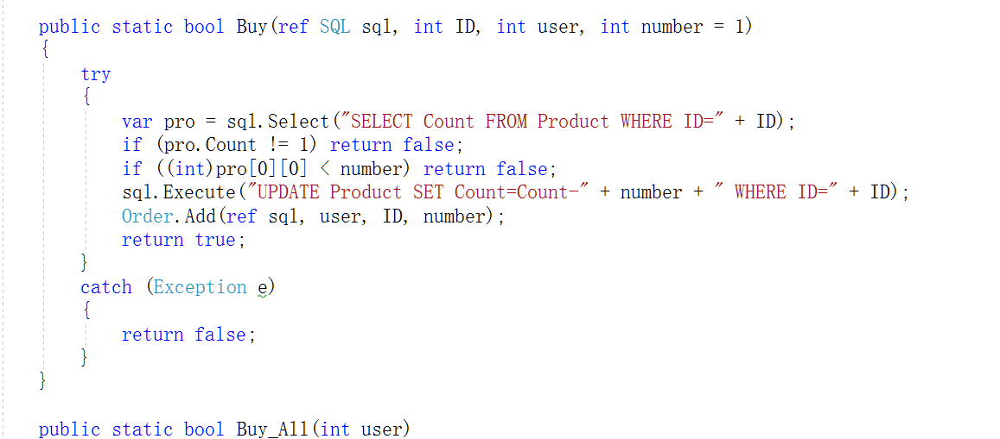 public static bool Buy(ref SQL sql, int ID, int user, int number = 1)
{
try
{
var pro = sql.Select("SELECT Count FROM Product WHERE ID=" + ID);
if (pro.Count != 1) return false;
if ((int)pro[0][0] < number) return false;
sql.Execute("UPDATE Product SET Count=Count-" + number + " WHERE ID=" + ID);
Order.Add(ref sql, user, ID, number);
return true;
}
catch (Exception e)
{
return false;
}
}
public static bool Buy_All(int user)